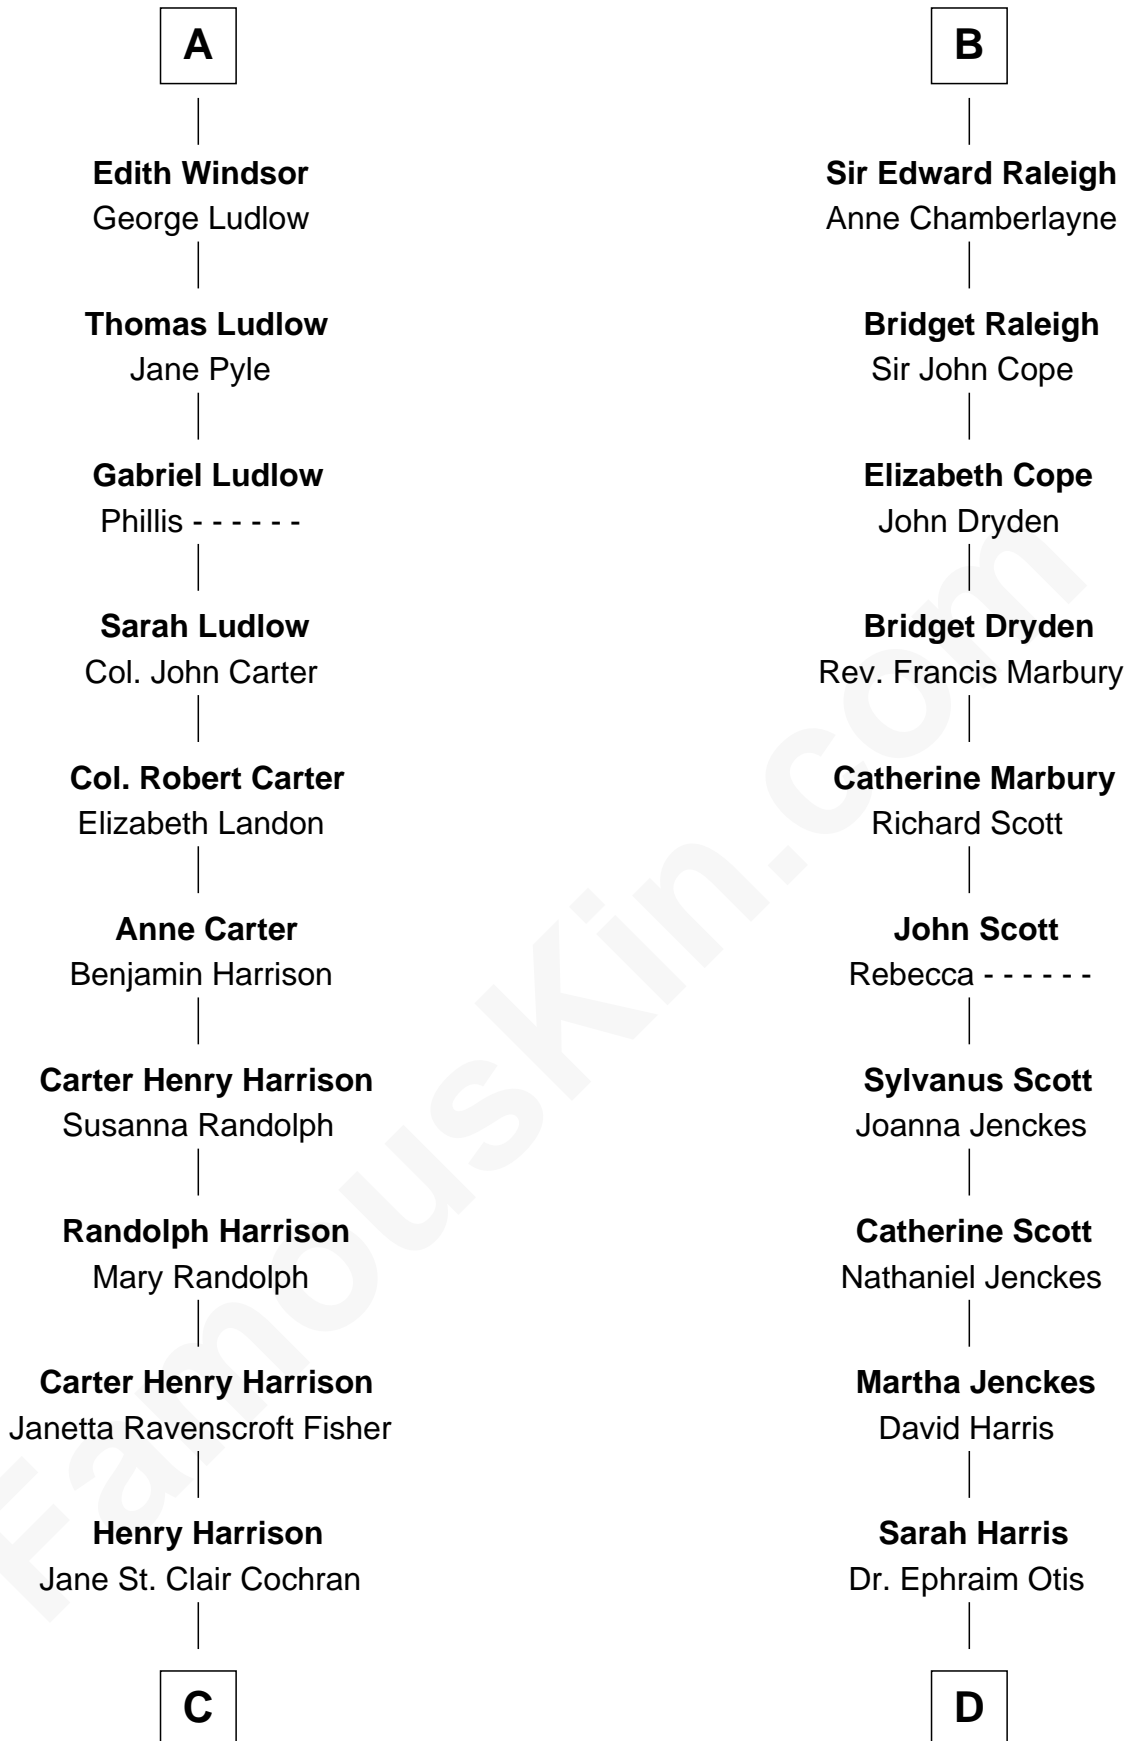 A
Edith Windsor
George Ludlow
Thomas Ludlow
Jane Pyle
Gabriel Ludlow
Phillis - - - - - -
Sarah Ludlow
Col. John Carter
Col. Robert Carter
Elizabeth Landon
Anne Carter
Benjamin Harrison
Carter Henry Harrison
Susanna Randolph
Randolph Harrison
Mary Randolph
Carter Henry Harrison
Janetta Ravenscroft Fisher
Henry Harrison
Jane St. Clair Cochran
C
B
Sir Edward Raleigh
Anne Chamberlayne
Bridget Raleigh
Sir John Cope
Elizabeth Cope
John Dryden
Bridget Dryden
Rev. Francis Marbury
Catherine Marbury
Richard Scott
John Scott
Rebecca - - - - - -
Sylvanus Scott
Joanna Jenckes
Catherine Scott
Nathaniel Jenckes
Martha Jenckes
David Harris
Sarah Harris
Dr. Ephraim Otis
D
FamousKin.com